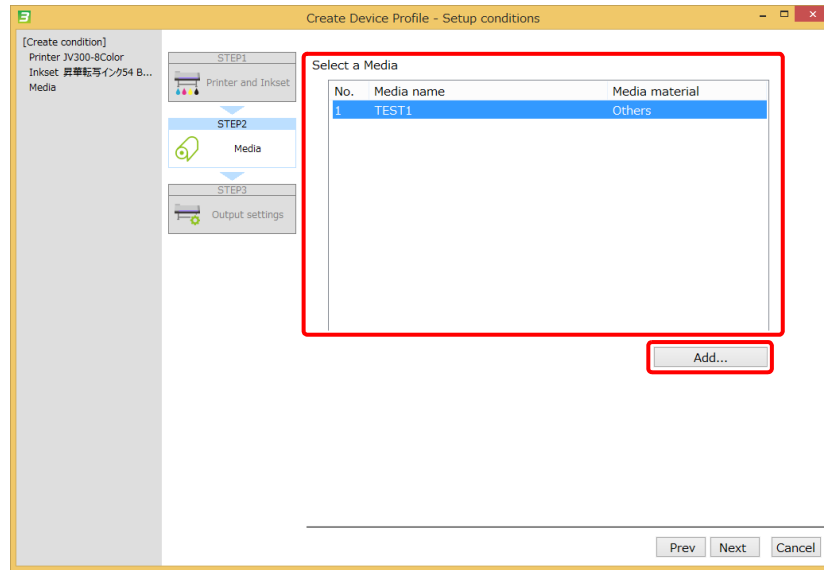 Create Device Profile - Setup conditions
[Create condition]
Printer JV300-8Color
Inkset 昇華転写インク54 B...
Media
STEP1
Printer and Inkset
STEP2
Media
STEP3
Output settings
Select a Media
No. Media name Media material
1 TEST1 Others
Add...
Prev Next Cancel